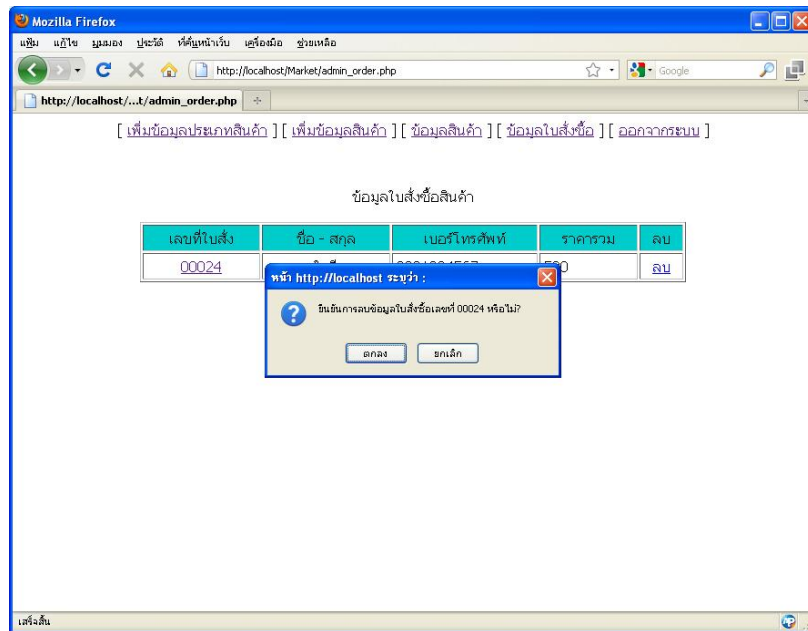 Mozilla Firefox
แฟ้ม แก้ไข มุมมอง ประวัติ ที่คั่นหน้าเว็บ เครื่องมือ ช่วยเหลือ
http://localhost/Market/admin_order.php Google
http://localhost/...t/admin_order.php
[ เพิ่มข้อมูลประเภทสินค้า ] [ เพิ่มข้อมูลสินค้า ] [ ข้อมูลสินค้า ] [ ข้อมูลใบสั่งซื้อ ] [ ออกจากระบบ ]
ข้อมูลใบสั่งซื้อสินค้า
เลขที่ใบสั่ง ชื่อ - สกุล เบอร์โทรศัพท์ ราคารวม ลบ
00024 ลบ
หน้า http://localhost ระบุว่า :
ยืนยันการลบข้อมูลใบสั่งซื้อเลขที่ 00024 หรือไม่?
ตกลง ยกเลิก
เสร็จสิ้น